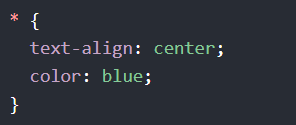 * {
  text-align: center;
  color: blue;
}